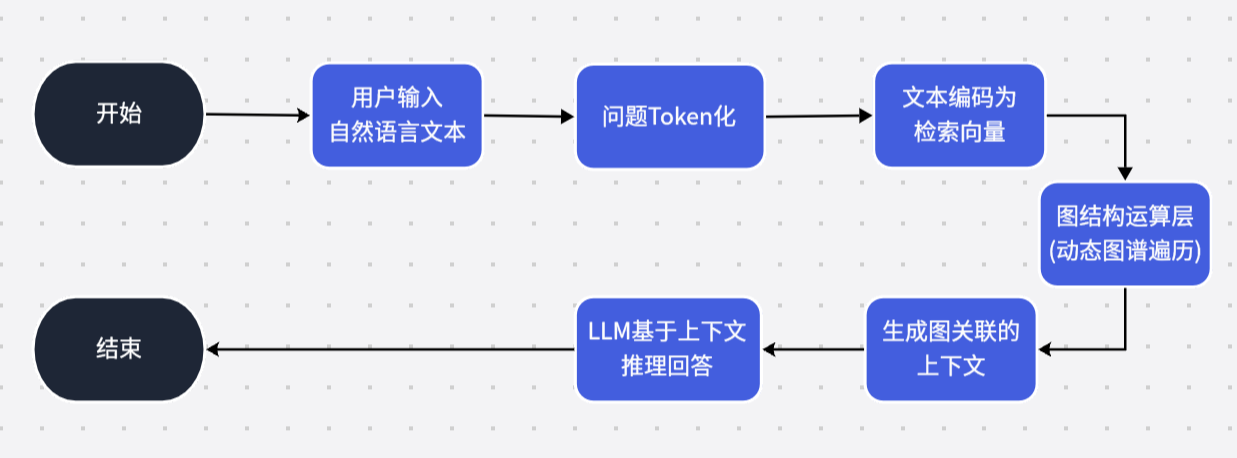 开始
用户输入
自然语言文本
问题Token化
文本编码为
检索向量
图结构运算层
(动态图谱遍历)
生成图关联的
上下文
LLM基于上下文
推理回答
结束